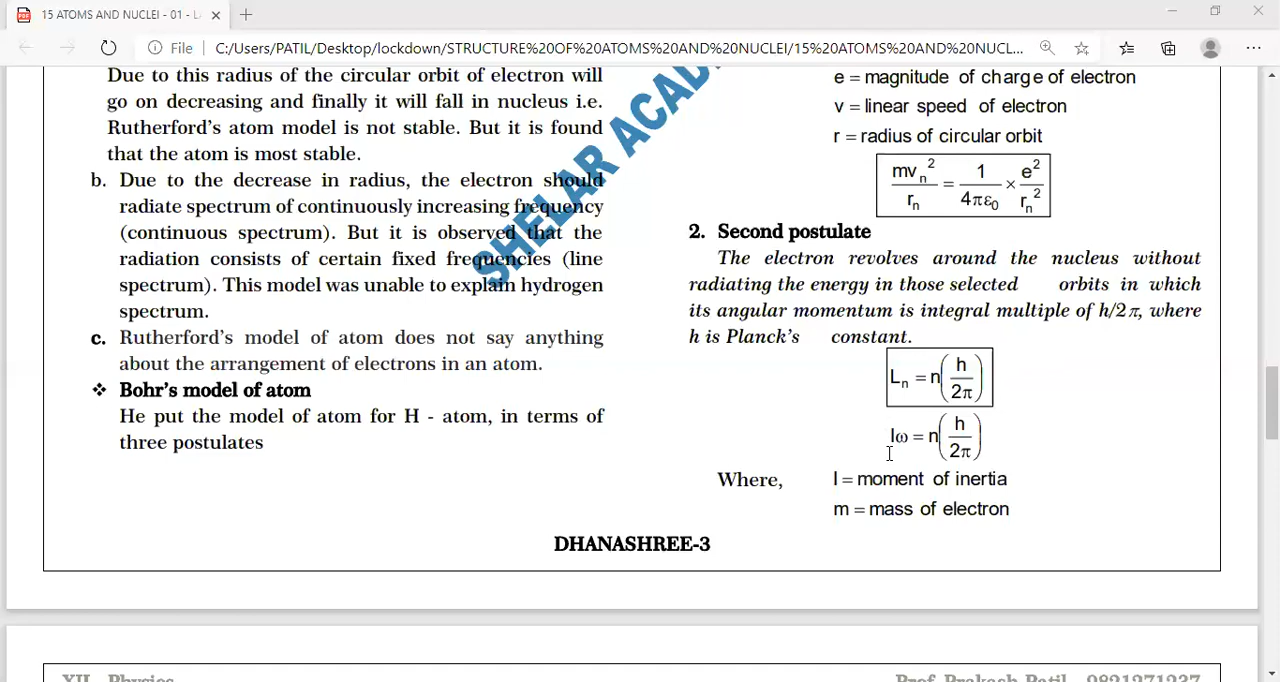 15 ATOMS AND NUCLEI - 01 - L
File
C:/Users/PATIL/Desktop/lockdown/STRUCTURE%20OF%20ATOMS%20AND%20NUCLEI/15%20ATOMS%20AND%20NUCL...
Due to this radius of the circular orbit of electron will
go on decreasing and finally it will fall in nucleus i.e.
Rutherford's atom model is not stable. But it is found
that the atom is most stable.
b. Due to the decrease in radius, the electron should
radiate spectrum of continuously increasing frequency
(continuous spectrum). But it is observed that the
radiation consists of certain fixed frequencies (line
spectrum). This model was unable to explain hydrogen
spectrum.
c. Rutherford's model of atom does not say anything
about the arrangement of electrons in an atom.
❖ Bohr's model of atom
He put the model of atom for H - atom, in terms of
three postulates
SHELAR ACAD
e = magnitude of charge of electron
v = linear speed of electron
r = radius of circular orbit
mvₙ²/rₙ = 1/4πε₀ × e²/rₙ²
2. Second postulate
The electron revolves around the nucleus without
radiating the energy in those selected orbits in which
its angular momentum is integral multiple of h/2π, where
h is Planck's constant.
Lₙ = n(h/2π)
Iω = n(h/2π)
Where, I = moment of inertia
m = mass of electron
DHANASHREE-3
XII Physics
Prof. Prakash Patil 9821271237